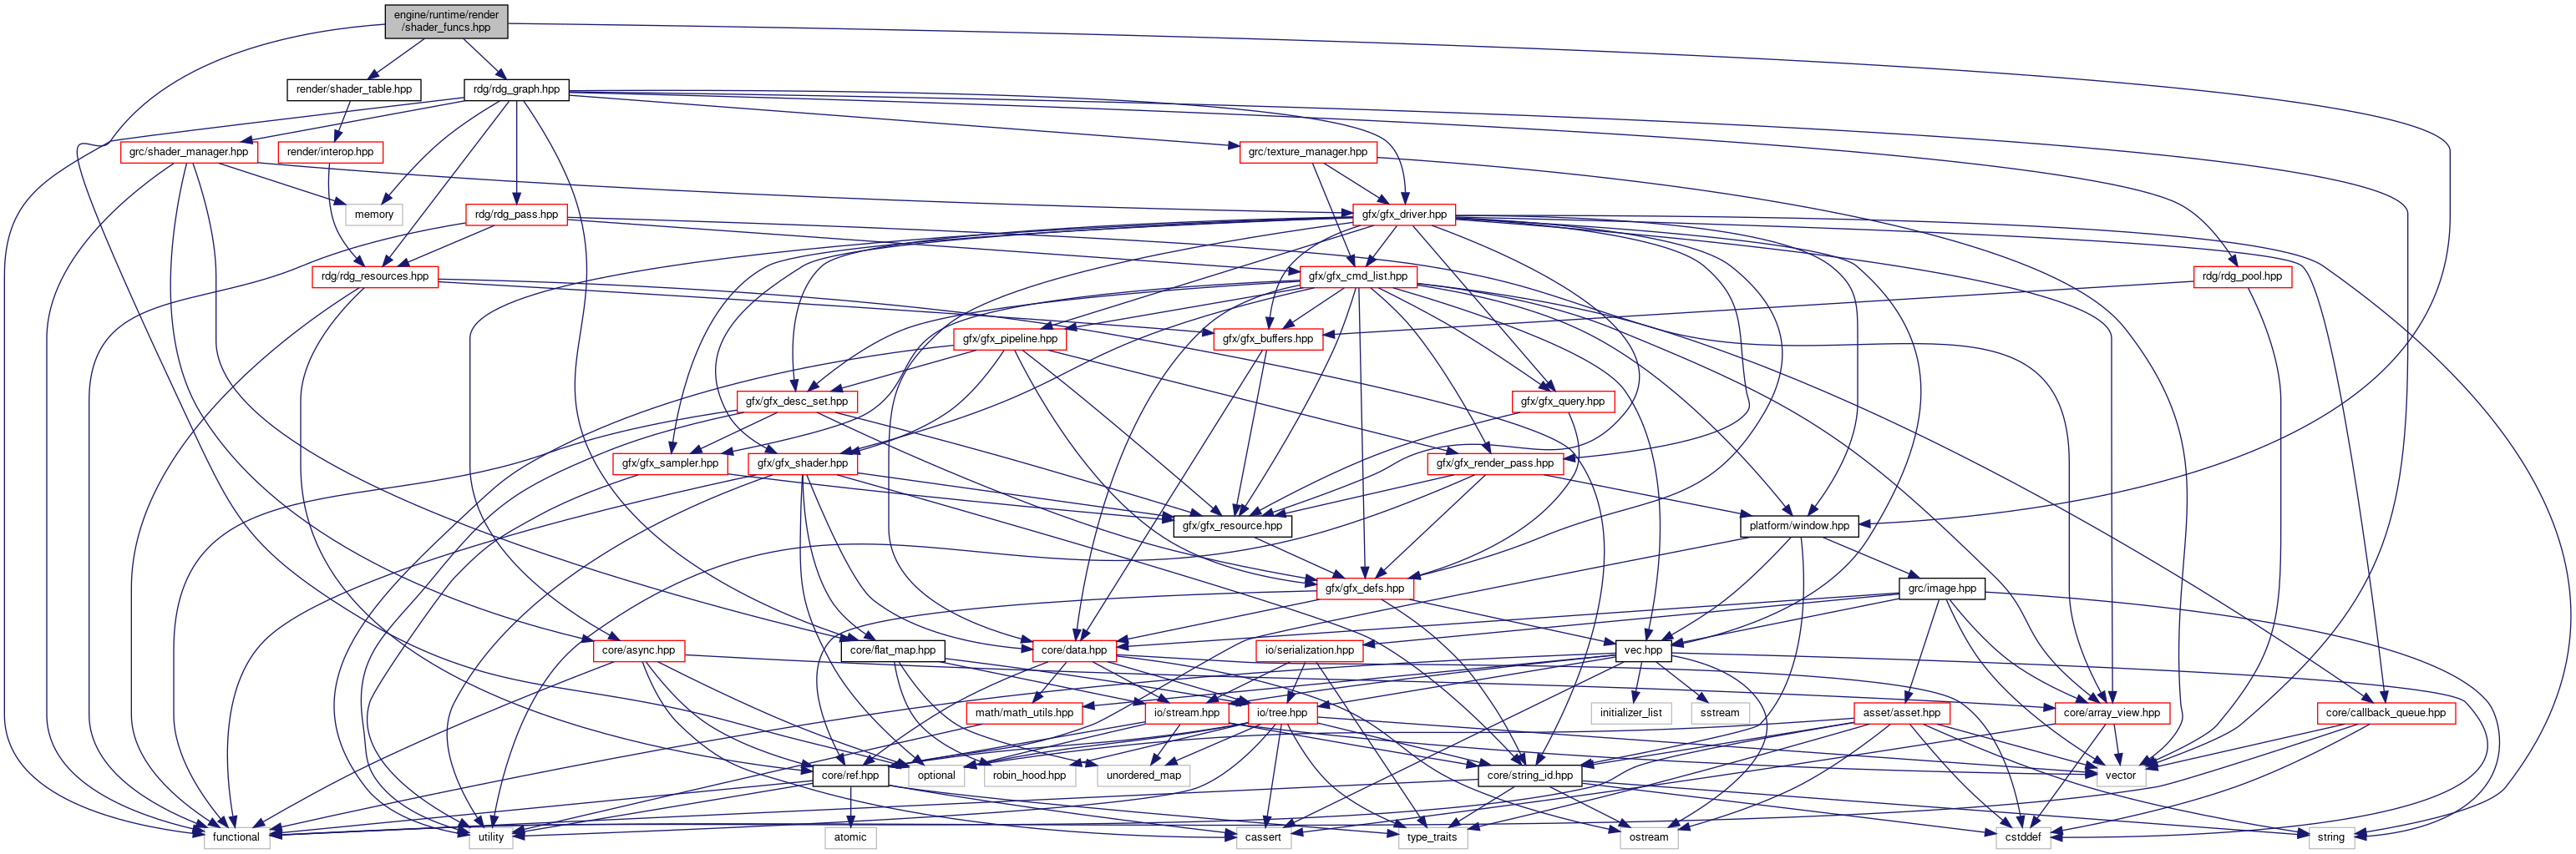 engine/runtime/render
/shader_funcs.hpp
render/shader_table.hpp
rdg/rdg_graph.hpp
grc/shader_manager.hpp
render/interop.hpp
grc/texture_manager.hpp
memory
rdg/rdg_pass.hpp
gfx/gfx_driver.hpp
rdg/rdg_resources.hpp
gfx/gfx_cmd_list.hpp
rdg/rdg_pool.hpp
gfx/gfx_pipeline.hpp
gfx/gfx_buffers.hpp
gfx/gfx_desc_set.hpp
gfx/gfx_query.hpp
gfx/gfx_sampler.hpp
gfx/gfx_shader.hpp
gfx/gfx_render_pass.hpp
gfx/gfx_resource.hpp
platform/window.hpp
gfx/gfx_defs.hpp
grc/image.hpp
core/async.hpp
core/flat_map.hpp
core/data.hpp
io/serialization.hpp
vec.hpp
math/math_utils.hpp
io/stream.hpp
io/tree.hpp
initializer_list
sstream
asset/asset.hpp
core/array_view.hpp
core/callback_queue.hpp
core/ref.hpp
optional
robin_hood.hpp
unordered_map
core/string_id.hpp
vector
functional
utility
atomic
cassert
type_traits
ostream
cstddef
string